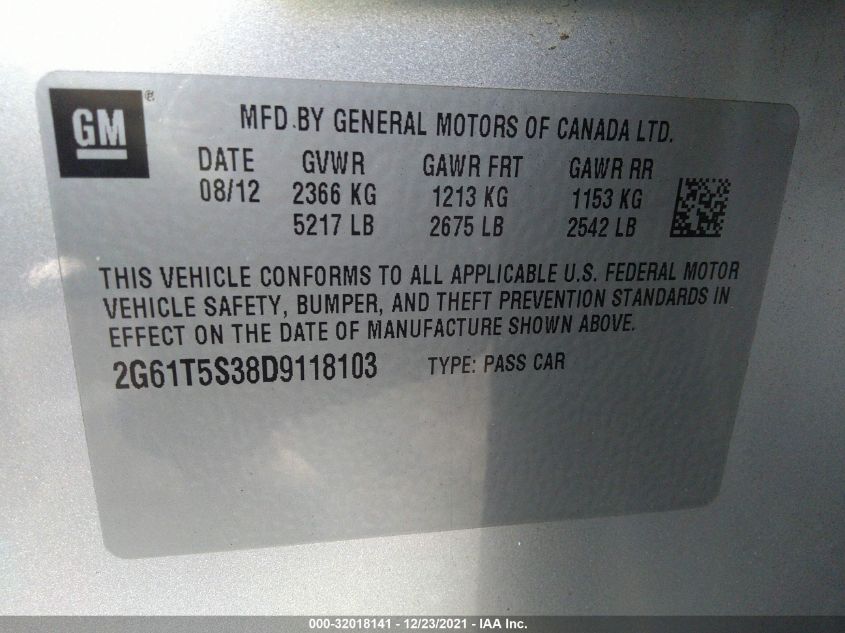 GM®
MFD.BY GENERAL MOTORS OF CANADA LTD.
DATE GVWR GAWR FRT GAWR RR
08/12 2366 KG 1213 KG 1153 KG
5217 LB 2675 LB 2542 LB
THIS VEHICLE CONFORMS TO ALL APPLICABLE U.S. FEDERAL MOTOR
VEHICLE SAFETY, BUMPER, AND THEFT PREVENTION STANDARDS IN
EFFECT ON THE DATE OF MANUFACTURE SHOWN ABOVE.
2G61T5S38D9118103 TYPE: PASS CAR
000-32018141 - 12/23/2021 - IAA Inc.